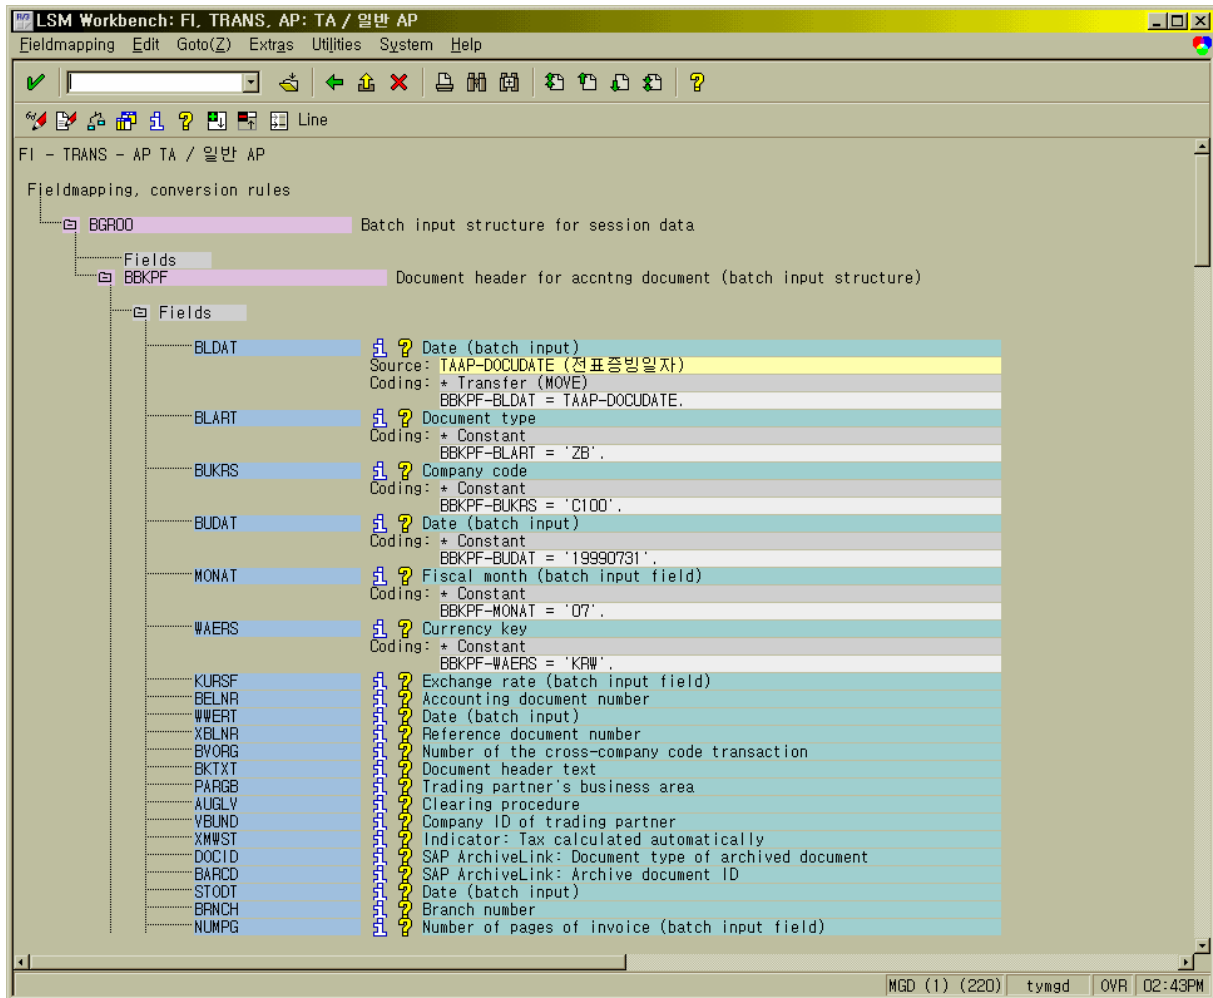 LSM Workbench: FI, TRANS, AP: TA / 일반 AP
Fieldmapping Edit Goto(Z) Extras Utilities System Help
Line
FI - TRANS - AP TA / 일반 AP
Fieldmapping, conversion rules
BGR00 Batch input structure for session data
Fields
BBKPF Document header for accntng document (batch input structure)
Fields
BLDAT Date (batch input)
Source: TAAP-DOCUDATE (전표증빙일자)
Coding: * Transfer (MOVE)
BBKPF-BLDAT = TAAP-DOCUDATE.
BLART Document type
Coding: * Constant
BBKPF-BLART = 'ZB'.
BUKRS Company code
Coding: * Constant
BBKPF-BUKRS = 'C100'.
BUDAT Date (batch input)
Coding: * Constant
BBKPF-BUDAT = '19990731'.
MONAT Fiscal month (batch input field)
Coding: * Constant
BBKPF-MONAT = '07'.
WAERS Currency key
Coding: * Constant
BBKPF-WAERS = 'KRW'.
KURSF Exchange rate (batch input field)
BELNR Accounting document number
WWERT Date (batch input)
XBLNR Reference document number
BVORG Number of the cross-company code transaction
BKTXT Document header text
PARGB Trading partner's business area
AUGLV Clearing procedure
VBUND Company ID of trading partner
XMWST Indicator: Tax calculated automatically
DOCID SAP ArchiveLink: Document type of archived document
BARCD SAP ArchiveLink: Archive document ID
STODT Date (batch input)
BRNCH Branch number
NUMPG Number of pages of invoice (batch input field)
MGD (1) (220) tymgd OVR 02:43PM